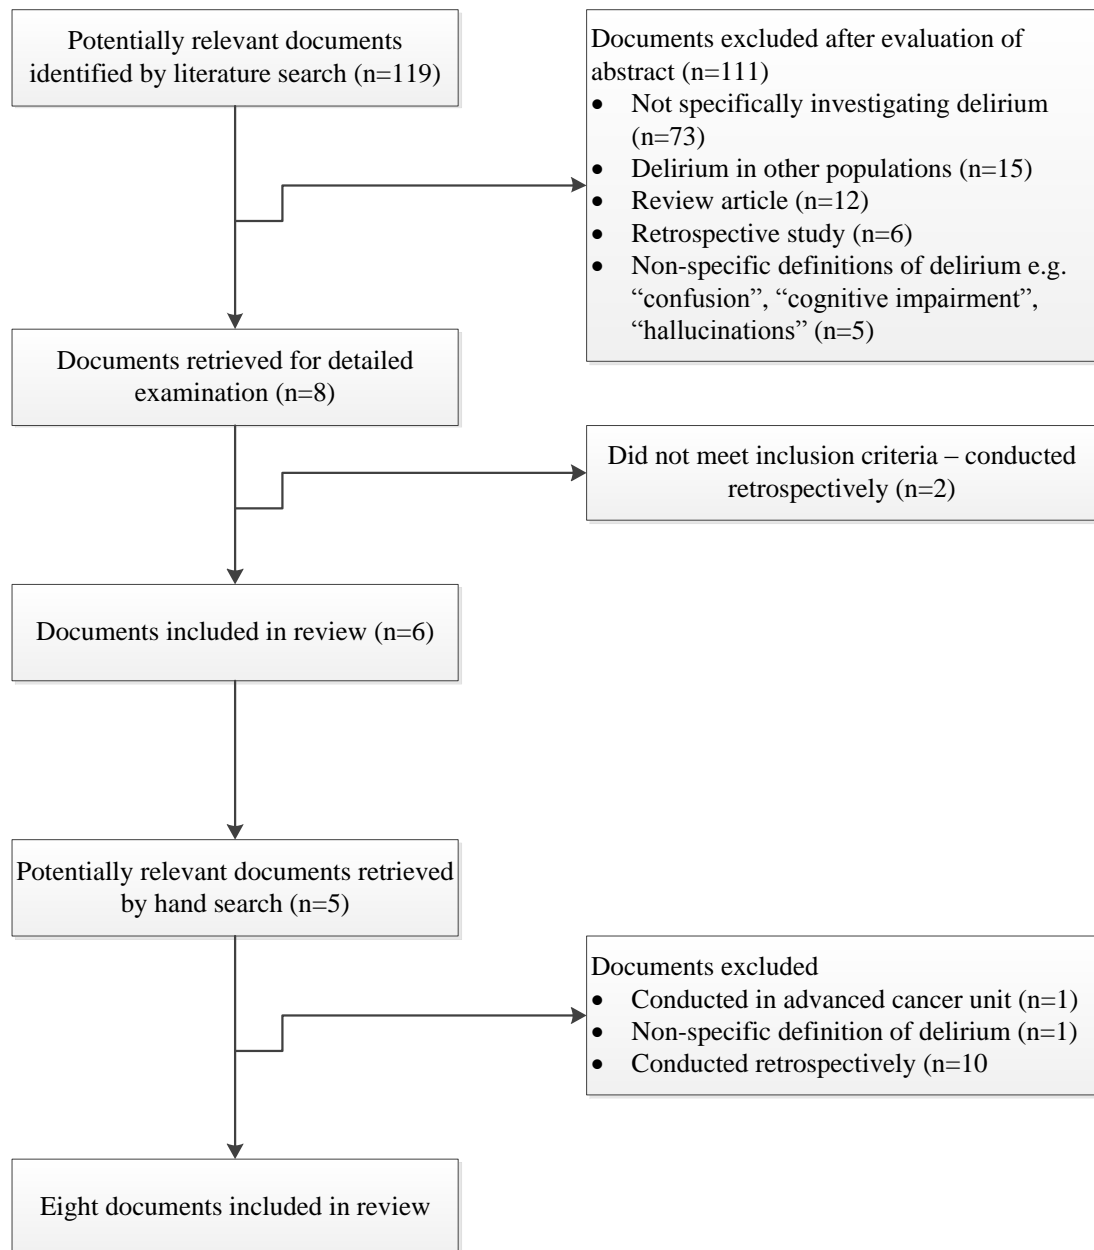 Potentially relevant documents
identified by literature search (n=119)
Documents excluded after evaluation of
abstract (n=111)
• Not specifically investigating delirium
(n=73)
• Delirium in other populations (n=15)
• Review article (n=12)
• Retrospective study (n=6)
• Non-specific definitions of delirium e.g.
“confusion”, “cognitive impairment”,
“hallucinations” (n=5)
Documents retrieved for detailed
examination (n=8)
Did not meet inclusion criteria – conducted
retrospectively (n=2)
Documents included in review (n=6)
Potentially relevant documents retrieved
by hand search (n=5)
Documents excluded
• Conducted in advanced cancer unit (n=1)
• Non-specific definition of delirium (n=1)
• Conducted retrospectively (n=10
Eight documents included in review